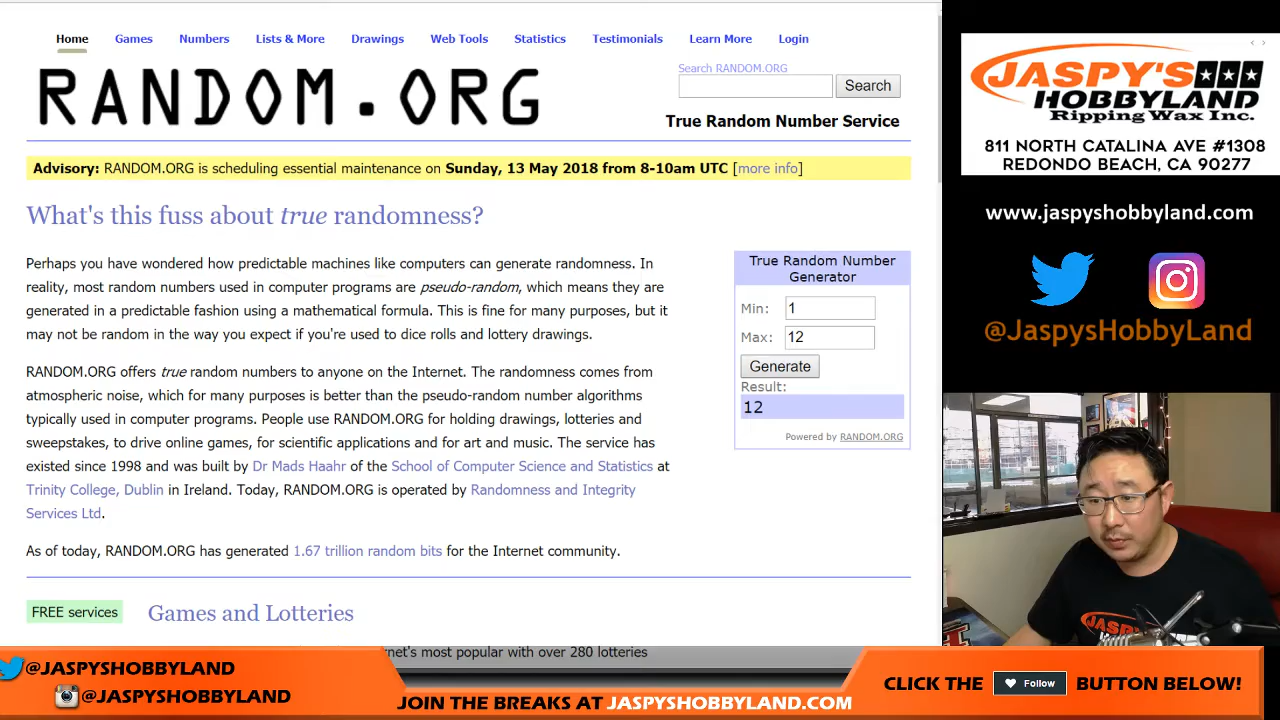 Home Games Numbers Lists & More Drawings Web Tools Statistics Testimonials Learn More Login
RANDOM.ORG
Search RANDOM.ORG
Search
True Random Number Service
Advisory: RANDOM.ORG is scheduling essential maintenance on Sunday, 13 May 2018 from 8-10am UTC [more info]
What's this fuss about true randomness?
Perhaps you have wondered how predictable machines like computers can generate randomness. In
reality, most random numbers used in computer programs are pseudo-random, which means they are
generated in a predictable fashion using a mathematical formula. This is fine for many purposes, but it
may not be random in the way you expect if you're used to dice rolls and lottery drawings.
RANDOM.ORG offers true random numbers to anyone on the Internet. The randomness comes from
atmospheric noise, which for many purposes is better than the pseudo-random number algorithms
typically used in computer programs. People use RANDOM.ORG for holding drawings, lotteries and
sweepstakes, to drive online games, for scientific applications and for art and music. The service has
existed since 1998 and was built by Dr Mads Haahr of the School of Computer Science and Statistics at
Trinity College, Dublin in Ireland. Today, RANDOM.ORG is operated by Randomness and Integrity
Services Ltd.
As of today, RANDOM.ORG has generated 1.67 trillion random bits for the Internet community.
True Random Number
Generator
Min: 1
Max: 12
Generate
Result:
12
Powered by RANDOM.ORG
FREE services
Games and Lotteries
most popular with over 280 lotteries
JASPY'S
HOBBYLAND
Ripping Wax Inc.
811 NORTH CATALINA AVE #1308
REDONDO BEACH, CA 90277
www.jaspyshobbyland.com
@JaspysHobbyLand
JASPY'S
@JASPYSHOBBYLAND
@JASPYSHOBBYLAND
JOIN THE BREAKS AT JASPYSHOBBYLAND.COM
CLICK THE Follow BUTTON BELOW!